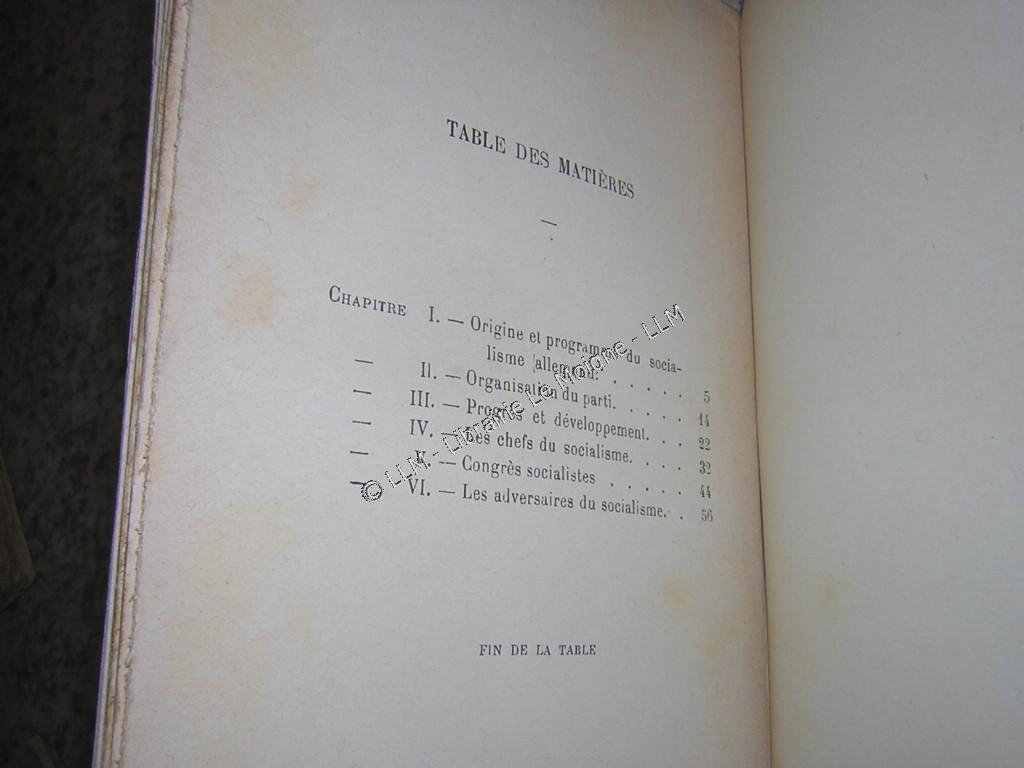 TABLE DES MATIÈRES
—
CHAPITRE I. — Origine et programme du socia-
lisme allemand. . . . . . 5
— II. — Organisation du parti. . . . . 14
— III. — Progrès et développement. . . 22
— IV. — Les chefs du socialisme. . . . 32
— V. — Congrès socialistes . . . . . 44
— VI. — Les adversaires du socialisme. . 56
FIN DE LA TABLE
© LLM - Librairie Le Moigne - LLM